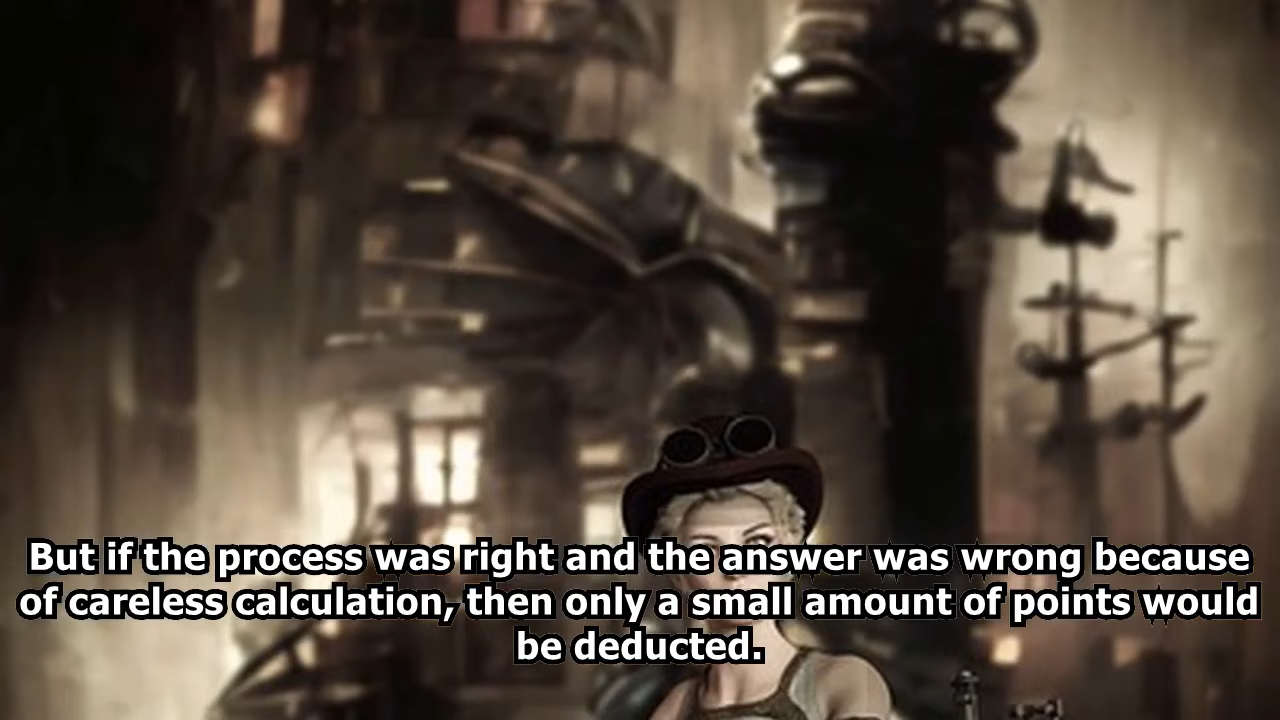 But if the process was right and the answer was wrong because
of careless calculation, then only a small amount of points would
be deducted.